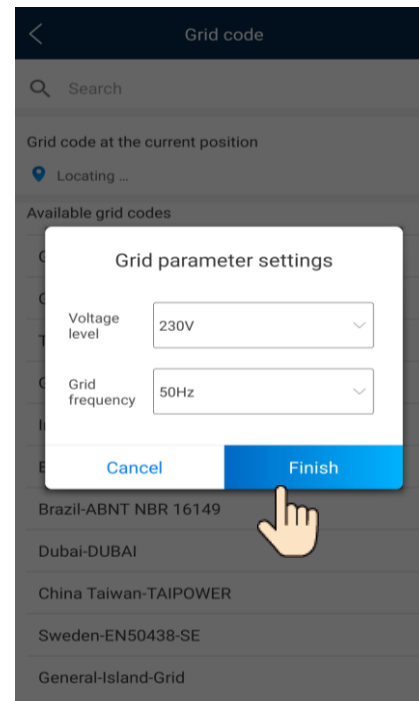 Grid code
Search
Grid code at the current position
Locating ...
Available grid codes
Grid parameter settings
Voltage
level
230V
Grid
frequency
50Hz
Cancel
Finish
Brazil-ABNT NBR 16149
Dubai-DUBAI
China Taiwan-TAIPOWER
Sweden-EN50438-SE
General-Island-Grid